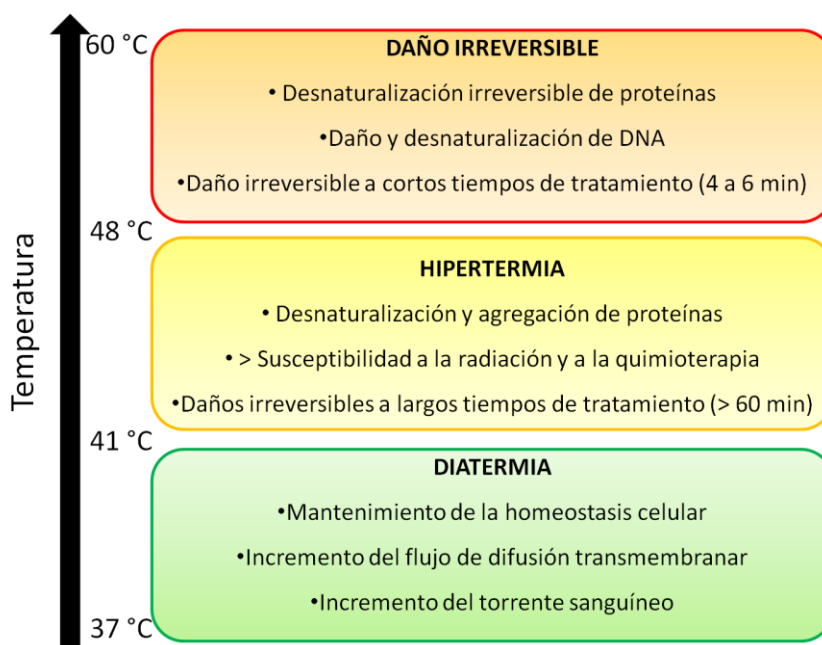 60 °C
DAÑO IRREVERSIBLE
• Desnaturalización irreversible de proteínas
•Daño y desnaturalización de DNA
•Daño irreversible a cortos tiempos de tratamiento (4 a 6 min)
48 °C
HIPERTERMIA
• Desnaturalización y agregación de proteínas
• > Susceptibilidad a la radiación y a la quimioterapia
•Daños irreversibles a largos tiempos de tratamiento (> 60 min)
41 °C
DIATERMIA
•Mantenimiento de la homeostasis celular
•Incremento del flujo de difusión transmembranar
•Incremento del torrente sanguíneo
37 °C
Temperatura